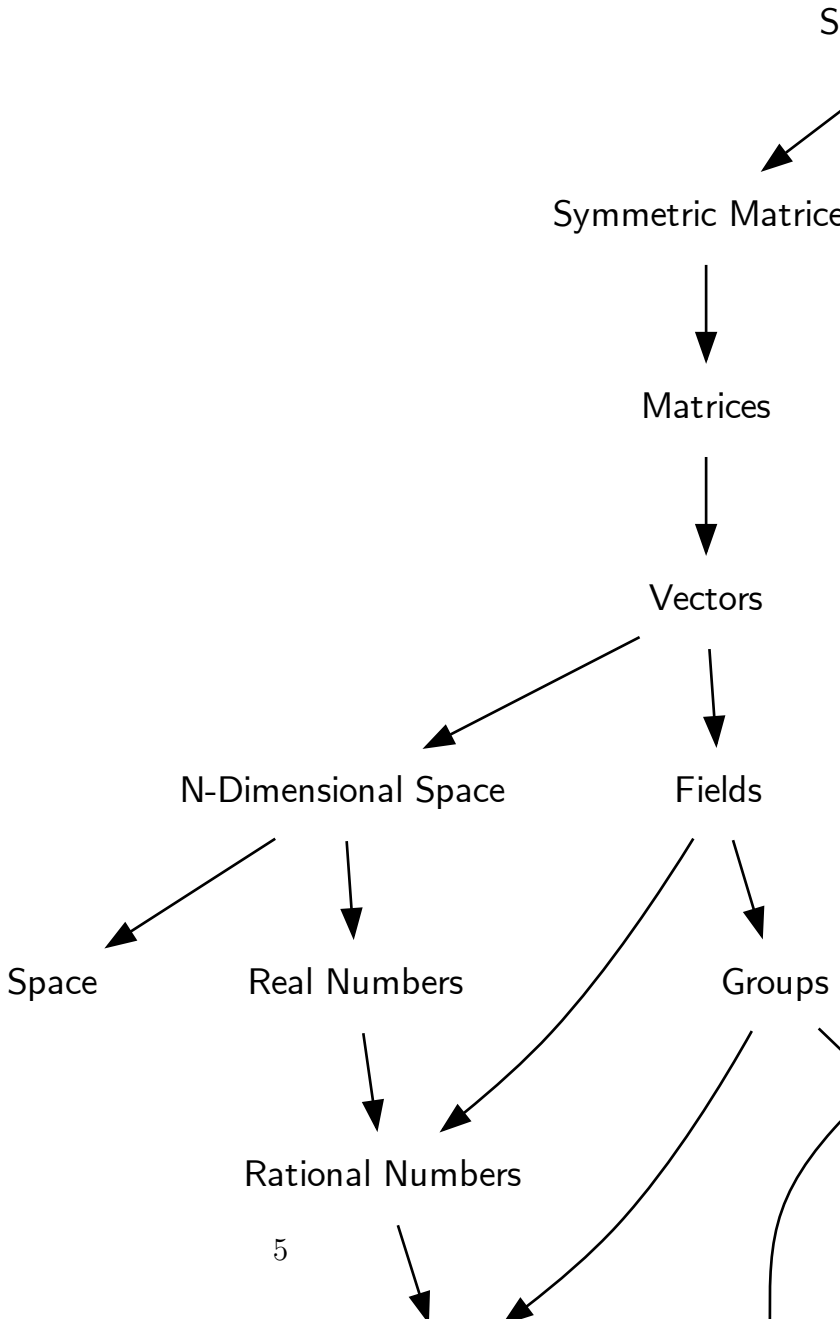 S
Symmetric Matrice
Matrices
Vectors
N-Dimensional Space
Fields
Space
Real Numbers
Groups
Rational Numbers
5